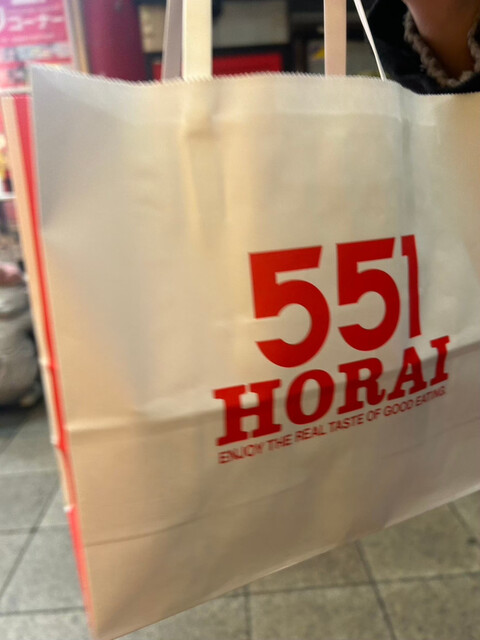 コーナー
551
HORAI
ENJOY THE REAL TASTE OF GOOD EATING.